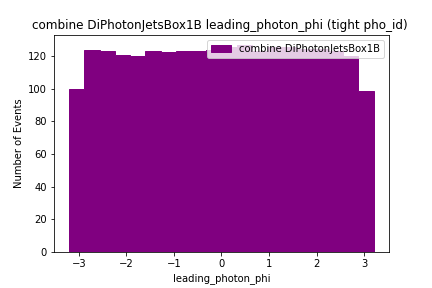 combine DiPhotonJetsBox1B leading_photon_phi (tight pho_id)
combine DiPhotonJetsBox1B
Number of Events
120
100
80
60
40
20
0
−3 −2 −1 0 1 2 3
leading_photon_phi